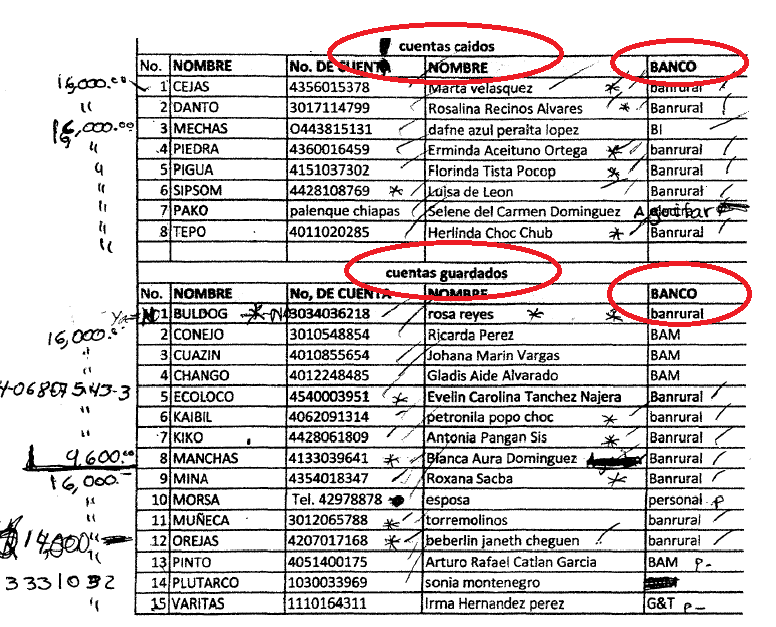 cuentas caidos
No. NOMBRE No. DE CUENTA NOMBRE BANCO
16,000.00 1 CEJAS 4356015378 Marta velasquez * banrural
" 2 DANTO 3017114799 Rosalina Recinos Alvares * Banrural
16,000.00 3 MECHAS O443815131 dafne azul peralta lopez BI
" 4 PIEDRA 4360016459 Erminda Aceituno Ortega * banrural
" 5 PIGUA 4151037302 Florinda Tista Pocop * Banrural
" 6 SIPSOM 4428108769 * Luisa de Leon Banrural
" 7 PAKO palenque chiapas Selene del Carmen Dominguez
" 8 TEPO 4011020285 Herlinda Choc Chub * Banrural
cuentas guardados
No. NOMBRE No, DE CUENTA NOMBRE BANCO
1 BULDOG * 3034036218 rosa reyes * * banrural
16,000. 2 CONEJO 3010548854 Ricarda Perez BAM
" 3 CUAZIN 4010855654 Johana Marin Vargas BAM
" 4 CHANGO 4012248485 Gladis Aide Alvarado BAM
5 ECOLOCO 4540003951 * Evelin Carolina Tanchez Najera Banrural
" 6 KAIBIL 4062091314 petronila popo choc * banrural
" 7 KIKO 4428061809 Antonia Pangan Sis * Banrural
9,600.00 8 MANCHAS 4133039641 * Blanca Aura Dominguez Banrural
16,000.- 9 MINA 4354018347 Roxana Sacba * Banrural
" 10 MORSA Tel. 42978878 esposa personal p
" 11 MUÑECA 3012065788 * torremolinos banrural
14,000 " 12 OREJAS 4207017168 * beberlin janeth cheguen banrural
13 PINTO 4051400175 Arturo Rafael Catlan Garcia BAM p-
14 PLUTARCO 1030033969 sonia montenegro
" 15 VARITAS 1110164311 Irma Hernandez perez G&T p-